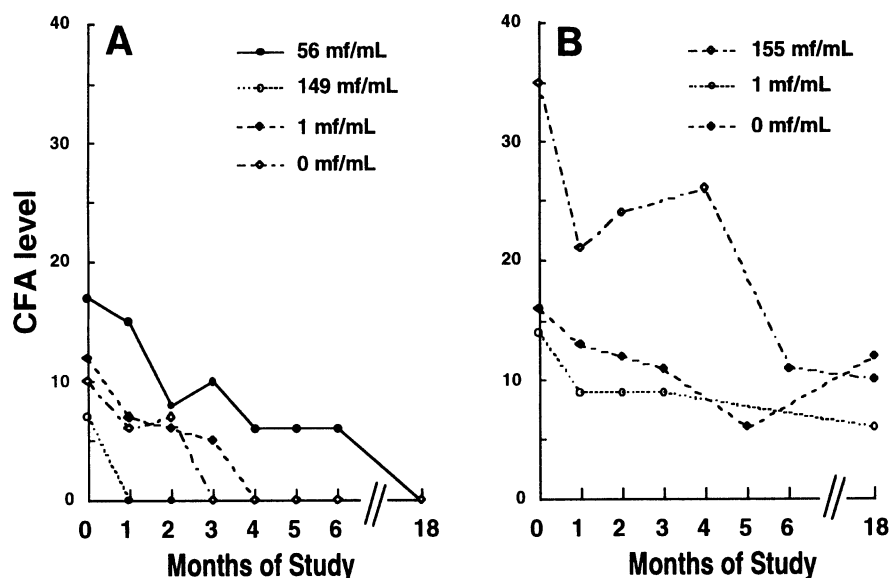 A
56 mf/mL
149 mf/mL
1 mf/mL
0 mf/mL
CFA level
40
30
20
10
0
0 1 2 3 4 5 6 18
Months of Study
B
155 mf/mL
1 mf/mL
0 mf/mL
40
30
20
10
0
0 1 2 3 4 5 6 18
Months of Study